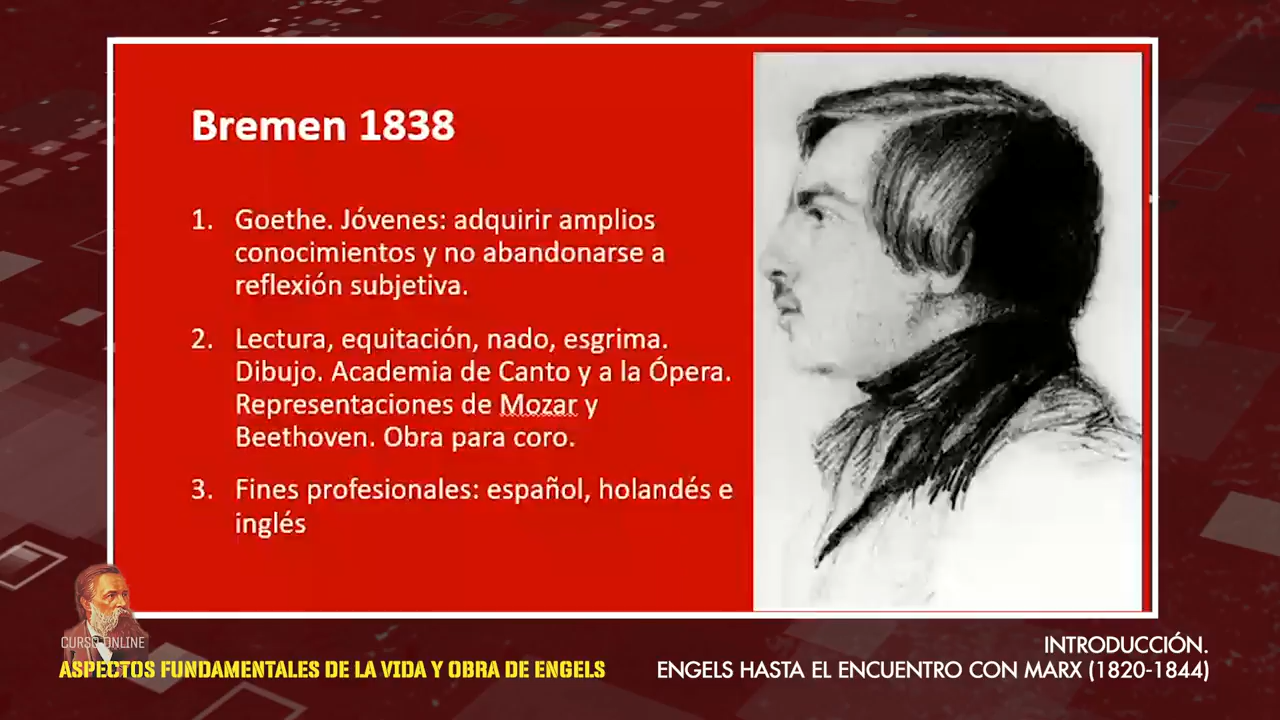 Bremen 1838
1. Goethe. Jóvenes: adquirir amplios
conocimientos y no abandonarse a
reflexión subjetiva.
2. Lectura, equitación, nado, esgrima.
Dibujo. Academia de Canto y a la Ópera.
Representaciones de Mozar y
Beethoven. Obra para coro.
3. Fines profesionales: español, holandés e
inglés
CURSO ONLINE
ASPECTOS FUNDAMENTALES DE LA VIDA Y OBRA DE ENGELS
INTRODUCCIÓN.
ENGELS HASTA EL ENCUENTRO CON MARX (1820-1844)